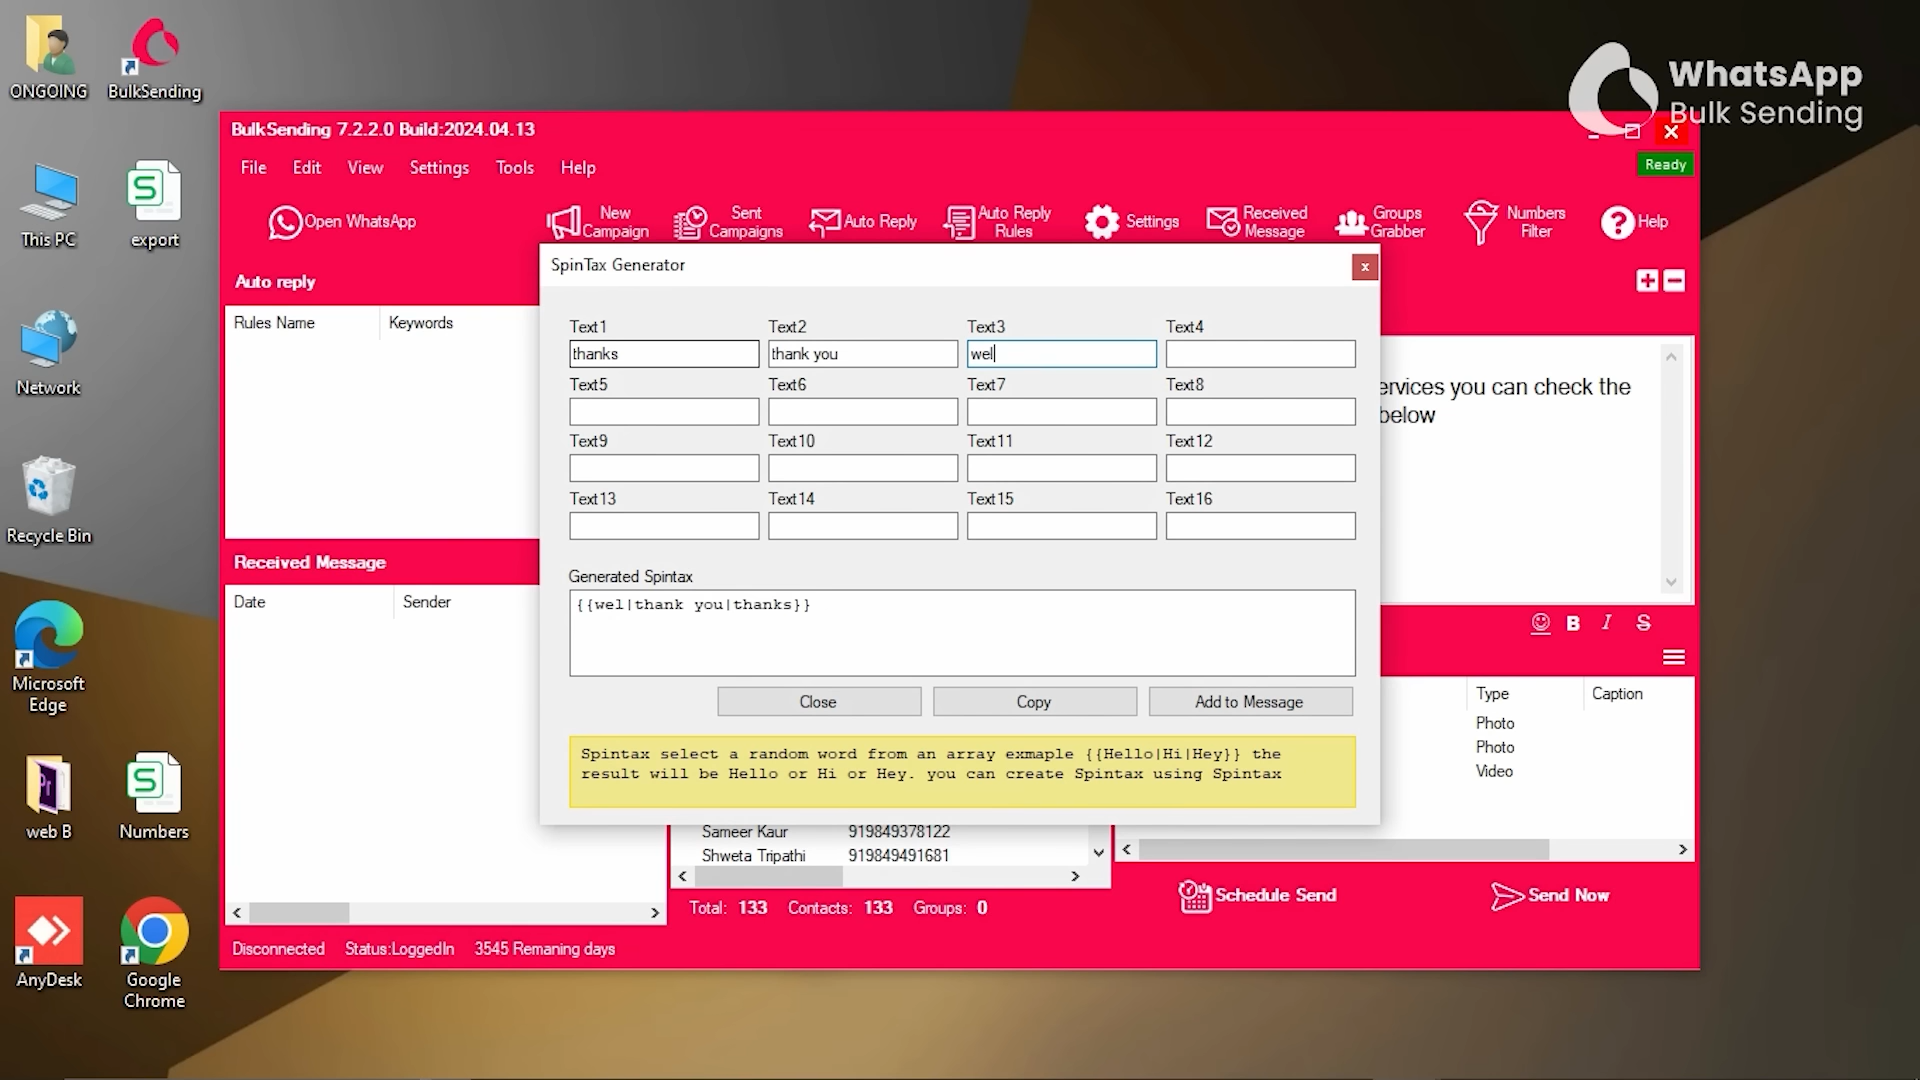 ONGOING
BulkSending
This PC
export
Network
Recycle Bin
Microsoft
Edge
web B
Numbers
AnyDesk
Google
Chrome
WhatsApp
Bulk Sending
BulkSending 7.2.2.0 Build:2024.04.13
File Edit View Settings Tools Help
Ready
Open WhatsApp
New
Campaign
Sent
Campaigns
Auto Reply
Auto Reply
Rules
Settings
Received
Message
Groups
Grabber
Numbers
Filter
Help
Auto reply
Rules Name Keywords
Received Message
Date Sender
SpinTax Generator
Text1 Text2 Text3 Text4
thanks thank you wel
Text5 Text6 Text7 Text8
Text9 Text10 Text11 Text12
Text13 Text14 Text15 Text16
Generated Spintax
{{wel|thank you|thanks}}
Close Copy Add to Message
Spintax select a random word from an array exmaple {{Hello|Hi|Hey}} the
result will be Hello or Hi or Hey. you can create Spintax using Spintax
ervices you can check the
below
B I S
Type Caption
Photo
Photo
Video
Sameer Kaur 919849378122
Shweta Tripathi 919849491681
Total: 133 Contacts: 133 Groups: 0
Schedule Send
Send Now
Disconnected Status:LoggedIn 3545 Remaning days